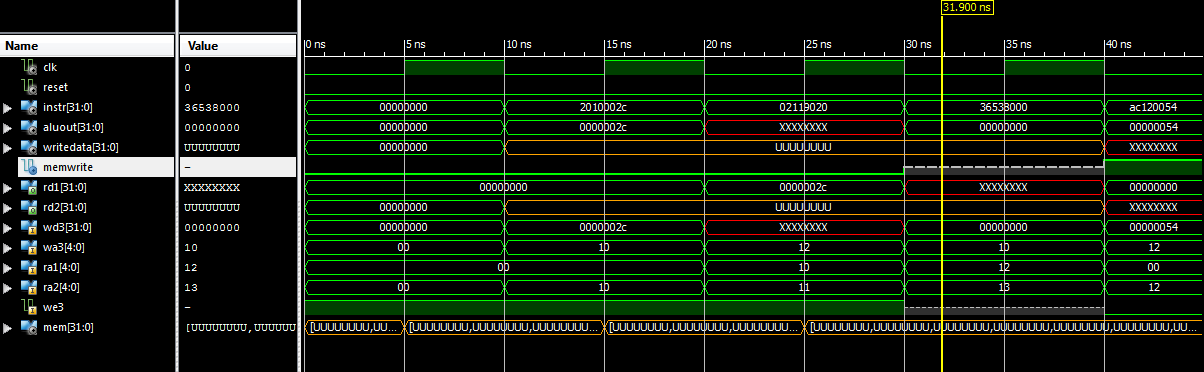 31.900 ns
Name Value 0 ns 5 ns 10 ns 15 ns 20 ns 25 ns 30 ns 35 ns 40 ns
clk 0
reset 0
instr[31:0] 36538000 00000000 2010002c 02119020 36538000 ac120054
aluout[31:0] 00000000 00000000 0000002c XXXXXXXX 00000000 00000054
writedata[31:0] UUUUUUUU 00000000 UUUUUUUU XXXXXXXX
memwrite –
rd1[31:0] XXXXXXXX 00000000 0000002c XXXXXXXX 00000000
rd2[31:0] UUUUUUUU 00000000 UUUUUUUU XXXXXXXX
wd3[31:0] 00000000 00000000 0000002c XXXXXXXX 00000000 00000054
wa3[4:0] 10 00 10 12 10 12
ra1[4:0] 12 00 10 12 00
ra2[4:0] 13 00 10 11 13 12
we3 –
mem[31:0] [UUUUUUUU,UUUUUU [UUUUUUUU,UU... [UUUUUUUU,UUUUUUUU,UUUUUUUU... [UUUUUUUU,UUUUUUUU,UUUUUUUU... [UUUUUUUU,UUUUUUUU,UUUUUUUU,UUUUUUUU,UUUUUUUU,UUUUUUUU,UU...